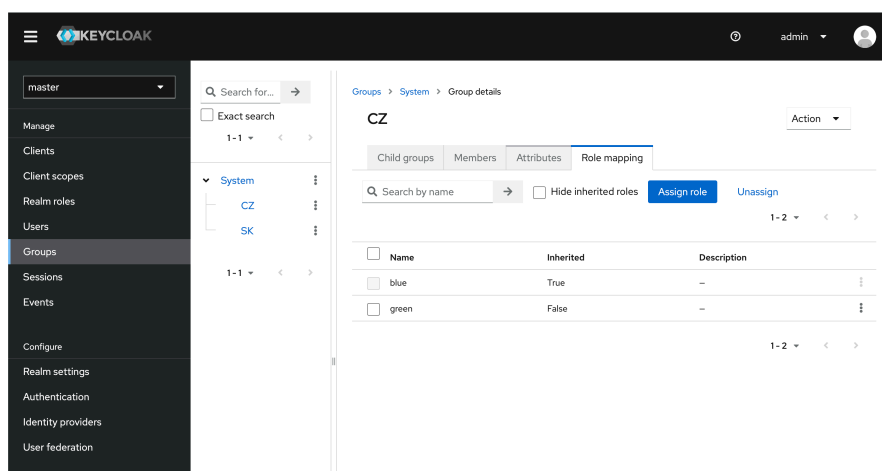 KEYCLOAK
admin
master
Manage
Clients
Client scopes
Realm roles
Users
Groups
Sessions
Events
Configure
Realm settings
Authentication
Identity providers
User federation
Search for...
Exact search
1-1
System
CZ
SK
1-1
Groups > System > Group details
CZ
Action
Child groups Members Attributes Role mapping
Search by name Hide inherited roles Assign role Unassign
1-2
Name Inherited Description
blue True –
green False –
1-2